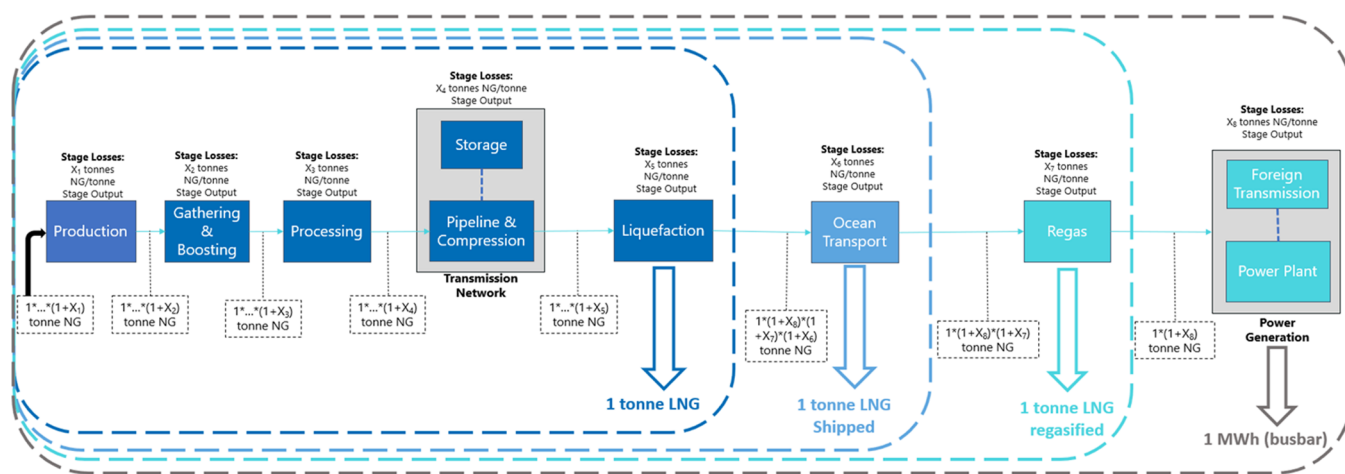 Stage Losses:
X₄ tonnes NG/tonne
Stage Output
Stage Losses:
X₈ tonnes NG/tonne
Stage Output
Stage Losses:
X₁ tonnes
NG/tonne
Stage Output
Stage Losses:
X₂ tonnes
NG/tonne
Stage Output
Stage Losses:
X₃ tonnes
NG/tonne
Stage Output
Stage Losses:
X₅ tonnes
NG/tonne
Stage Output
Stage Losses:
X₆ tonnes
NG/tonne
Stage Output
Stage Losses:
X₇ tonnes
NG/tonne
Stage Output
Production
Gathering
&
Boosting
Processing
Storage
Pipeline &
Compression
Transmission
Network
Liquefaction
Ocean
Transport
Regas
Foreign
Transmission
Power Plant
Power
Generation
1*...*(1+X₁)
tonne NG
1*...*(1+X₂)
tonne NG
1*...*(1+X₃)
tonne NG
1*...*(1+X₄)
tonne NG
1*...*(1+X₅)
tonne NG
1*(1+X₈)*(1
+X₇)*(1+X₆)
tonne NG
1*(1+X₈)*(1+X₇)
tonne NG
1*(1+X₈)
tonne NG
1 tonne LNG
1 tonne LNG
Shipped
1 tonne LNG
regasified
1 MWh (busbar)